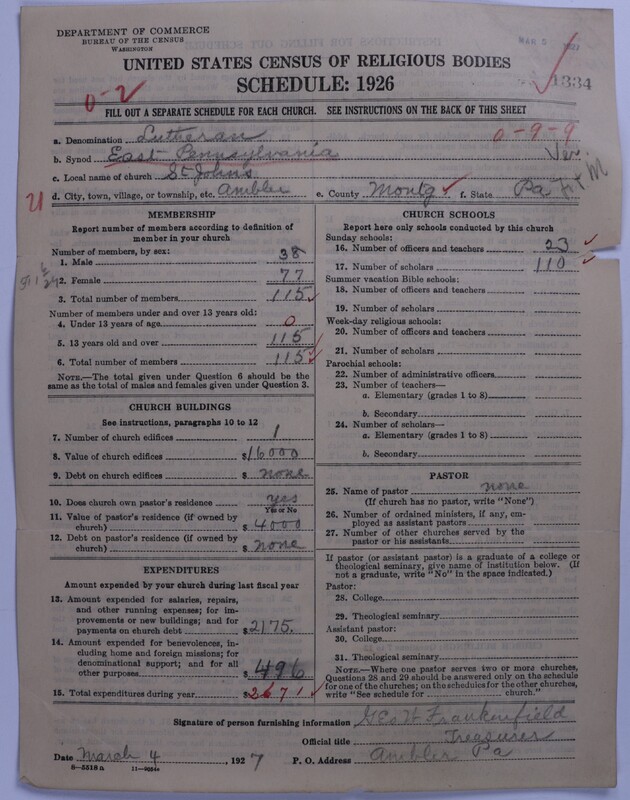 DEPARTMENT OF COMMERCE
BUREAU OF THE CENSUS
WASHINGTON
UNITED STATES CENSUS OF RELIGIOUS BODIES
SCHEDULE: 1926
1334
0-2
FILL OUT A SEPARATE SCHEDULE FOR EACH CHURCH. SEE INSTRUCTIONS ON THE BACK OF THIS SHEET
a. Denomination Lutheran 0-9-9
b. Synod East Pennsylvania Ver
c. Local name of church St Johns
d. City, town, village, or township, etc. Ambler e. County Montg f. State Pa
21
MEMBERSHIP
Report number of members according to definition of
member in your church
Number of members, by sex:
1. Male 38
2. Female 77
3. Total number of members 115
Number of members under and over 13 years old:
4. Under 13 years of age 0
5. 13 years old and over 115
6. Total number of members 115
NOTE.—The total given under Question 6 should be the
same as the total of males and females given under Question 3.
CHURCH BUILDINGS
See instructions, paragraphs 10 to 12
7. Number of church edifices 1
8. Value of church edifices $16000
9. Debt on church edifices $ none
10. Does church own pastor's residence yes
Yes or No
11. Value of pastor's residence (if owned by
church) $ 4000
12. Debt on pastor's residence (if owned by
church) $ none
EXPENDITURES
Amount expended by your church during last fiscal year
13. Amount expended for salaries, repairs,
and other running expenses; for im-
provements or new buildings; and for
payments on church debt $2175.
14. Amount expended for benevolences, in-
cluding home and foreign missions; for
denominational support; and for all
other purposes $ 496
15. Total expenditures during year $2671
CHURCH SCHOOLS
Report here only schools conducted by this church
Sunday schools:
16. Number of officers and teachers 23
17. Number of scholars 110
Summer vacation Bible schools:
18. Number of officers and teachers
19. Number of scholars
Week-day religious schools:
20. Number of officers and teachers
21. Number of scholars
Parochial schools:
22. Number of administrative officers
23. Number of teachers—
a. Elementary (grades 1 to 8)
b. Secondary
24. Number of scholars—
a. Elementary (grades 1 to 8)
b. Secondary
PASTOR
25. Name of pastor none
(If church has no pastor, write "None")
26. Number of ordained ministers, if any, em-
ployed as assistant pastors
27. Number of other churches served by the
pastor or his assistants
If pastor (or assistant pastor) is a graduate of a college or
theological seminary, give name of institution below. (If
not a graduate, write "No" in the space indicated.)
Pastor:
28. College
29. Theological seminary
Assistant pastor:
30. College
31. Theological seminary
NOTE.—Where one pastor serves two or more churches,
Questions 28 and 29 should be answered only on the schedule
for one of the churches; on the schedules for the other churches,
write "See schedule for church."
Signature of person furnishing information Geo H Frankenfield
Official title Treasurer
Date March 4, 1927 P. O. Address Ambler Pa
8—5518 a